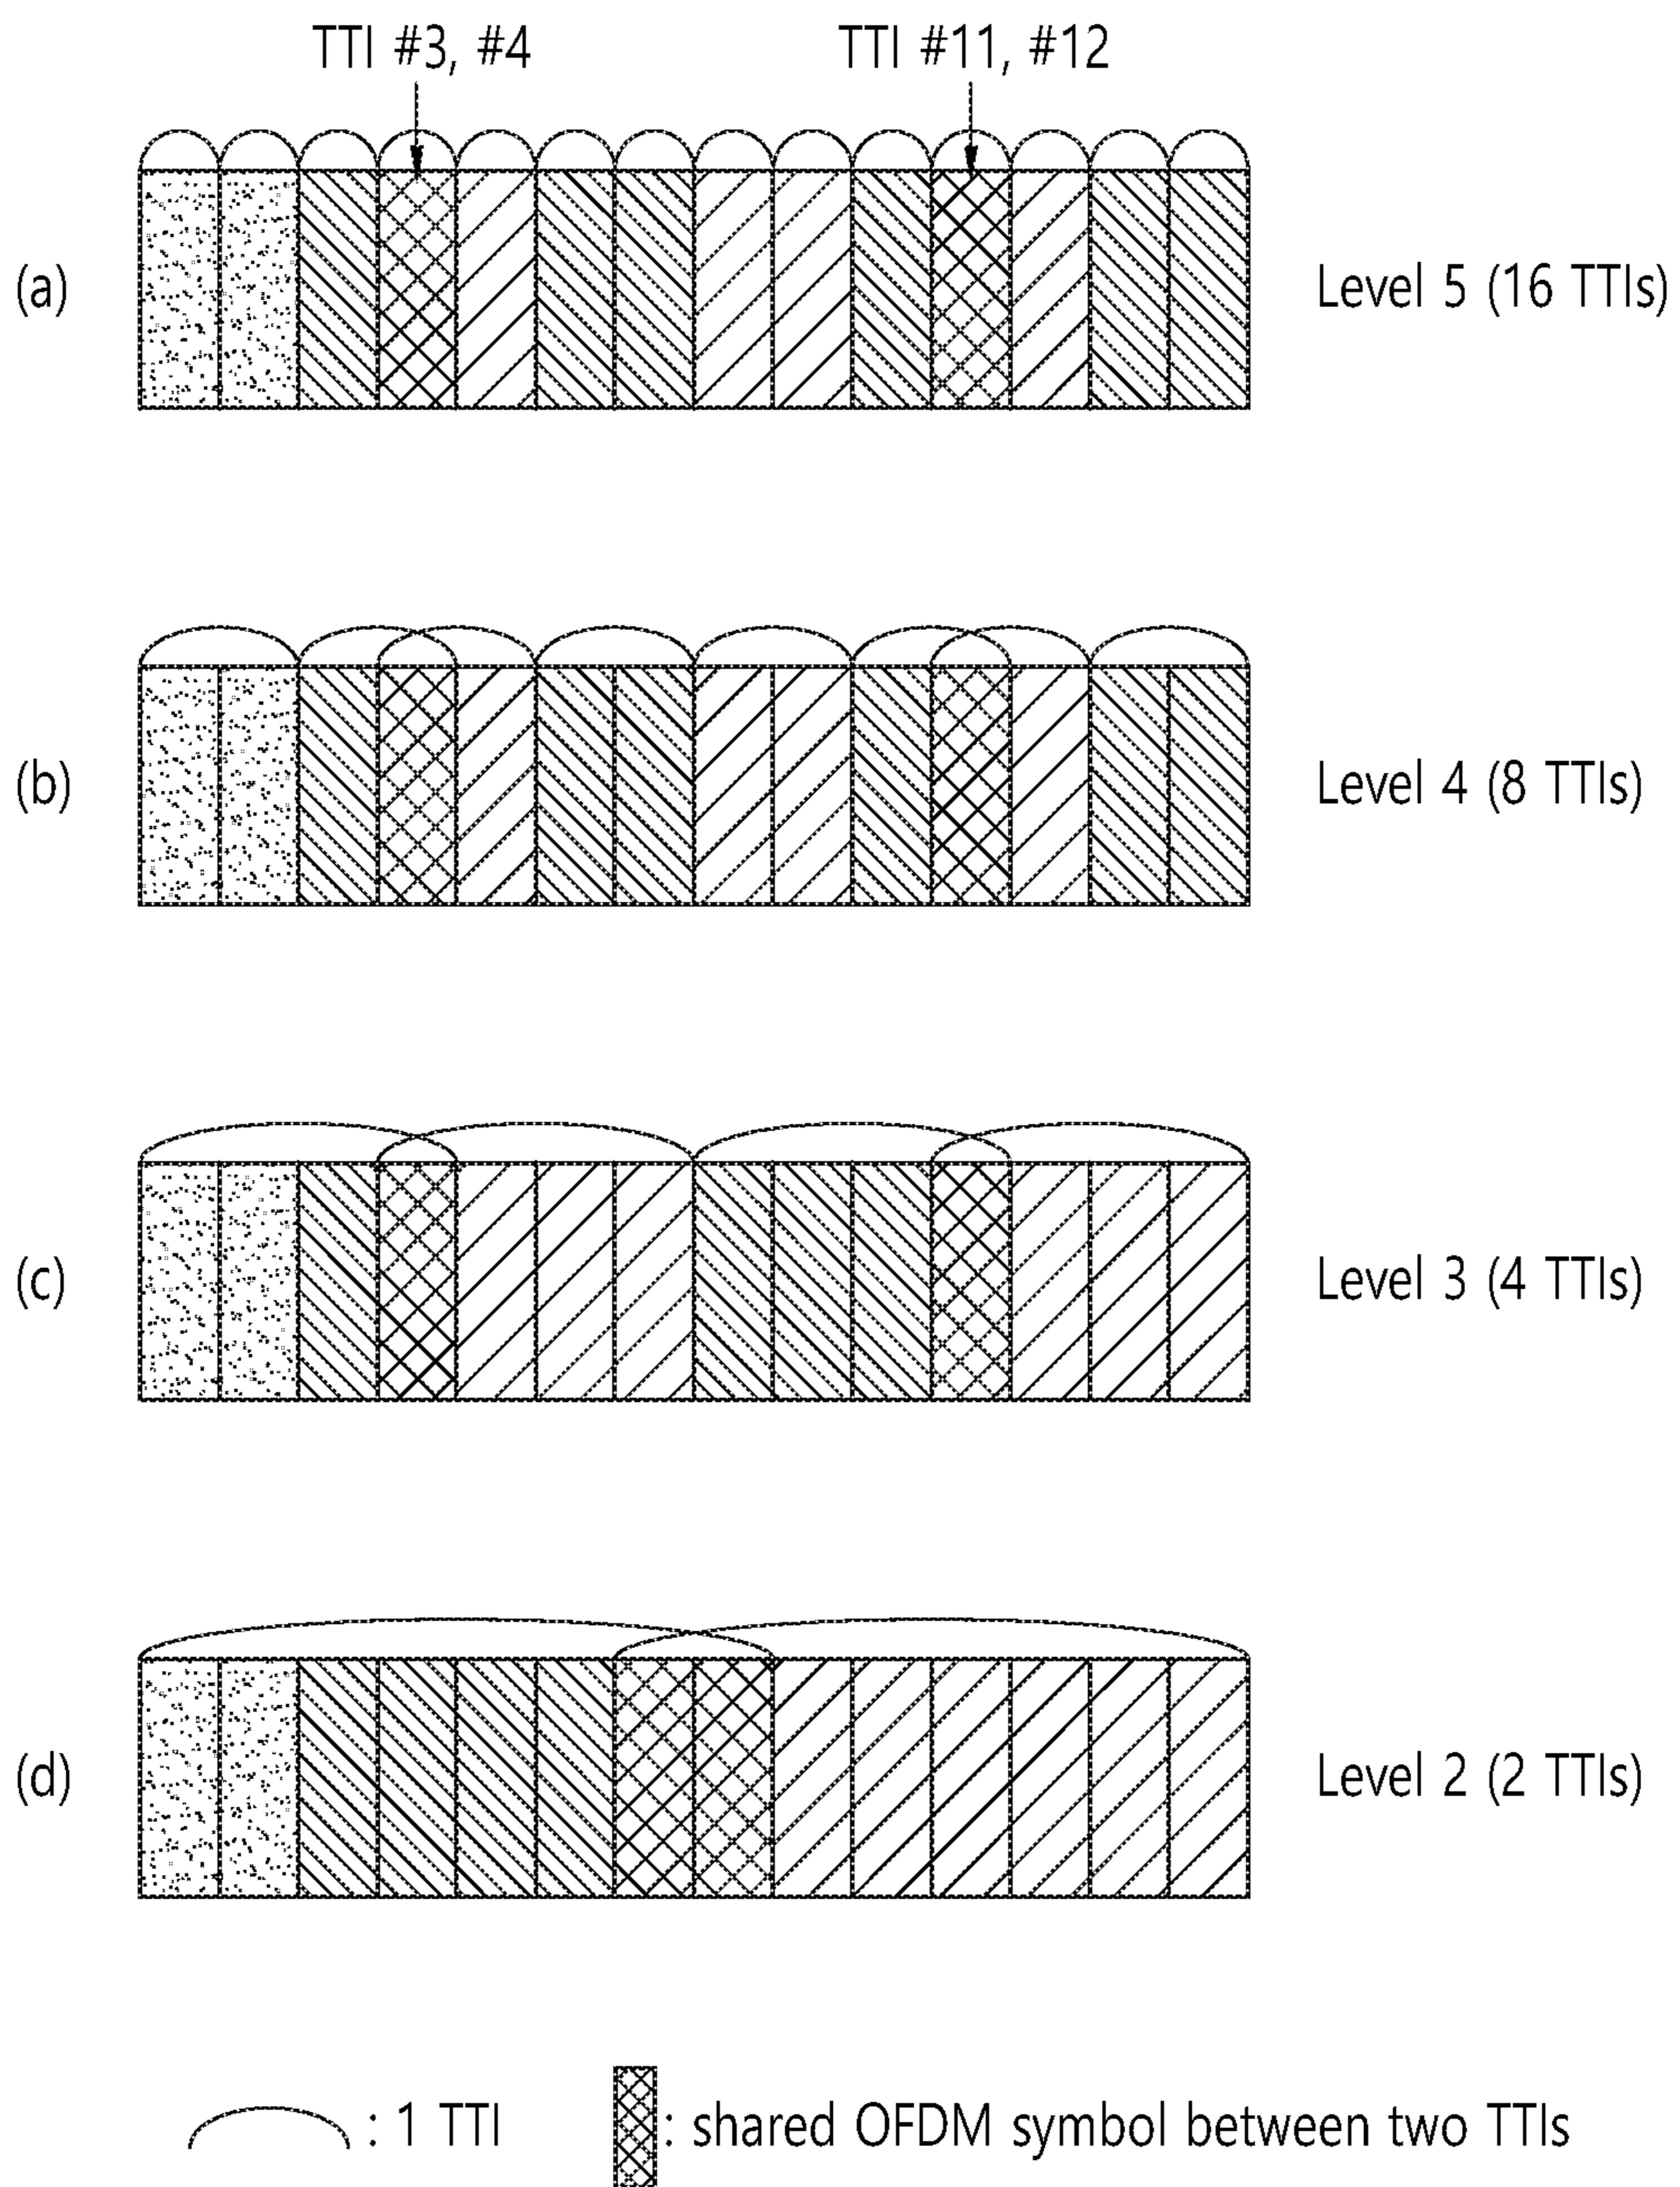 TTI #3, #4
TTI #11, #12
(a)
Level 5 (16 TTIs)
(b)
Level 4 (8 TTIs)
(c)
Level 3 (4 TTIs)
(d)
Level 2 (2 TTIs)
: 1 TTI
: shared OFDM symbol between two TTIs